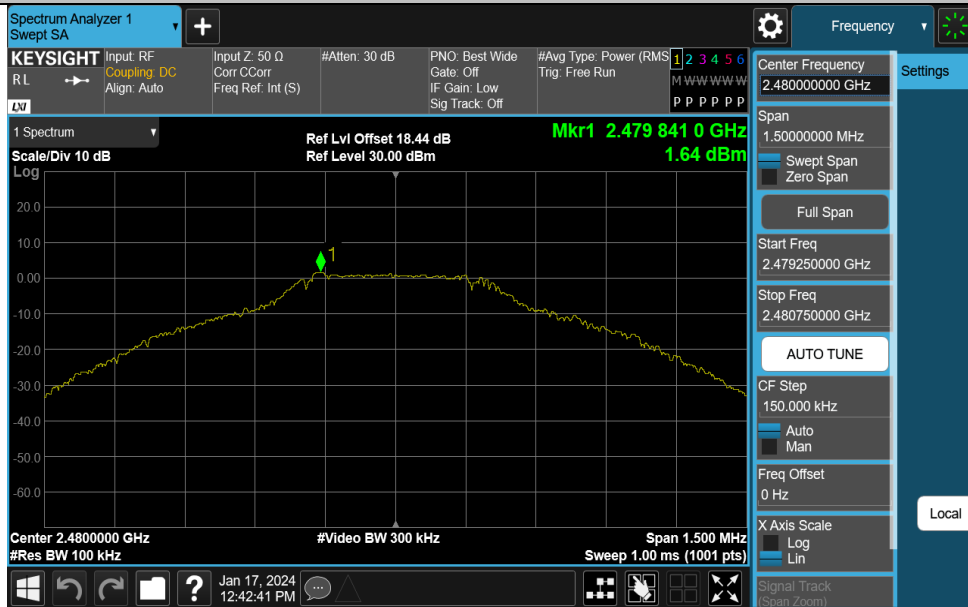 Spectrum Analyzer 1
Swept SA
+
Frequency
KEYSIGHT
RL
LXI
Input: RF
Coupling: DC
Align: Auto
Input Z: 50 Ω
Corr CCorr
Freq Ref: Int (S)
#Atten: 30 dB
PNO: Best Wide
Gate: Off
IF Gain: Low
Sig Track: Off
#Avg Type: Power (RMS
Trig: Free Run
1 2 3 4 5 6
M W W W W W
P P P P P P
1 Spectrum
Scale/Div 10 dB
Log
Ref Lvl Offset 18.44 dB
Ref Level 30.00 dBm
Mkr1 2.479 841 0 GHz
1.64 dBm
20.0
10.0
0.00
-10.0
-20.0
-30.0
-40.0
-50.0
-60.0
1
Center 2.4800000 GHz
#Res BW 100 kHz
#Video BW 300 kHz
Span 1.500 MHz
Sweep 1.00 ms (1001 pts)
?
Jan 17, 2024
12:42:41 PM
Center Frequency
2.480000000 GHz
Span
1.50000000 MHz
Swept Span
Zero Span
Full Span
Start Freq
2.479250000 GHz
Stop Freq
2.480750000 GHz
AUTO TUNE
CF Step
150.000 kHz
Auto
Man
Freq Offset
0 Hz
X Axis Scale
Log
Lin
Signal Track
(Span Zoom)
Settings
Local